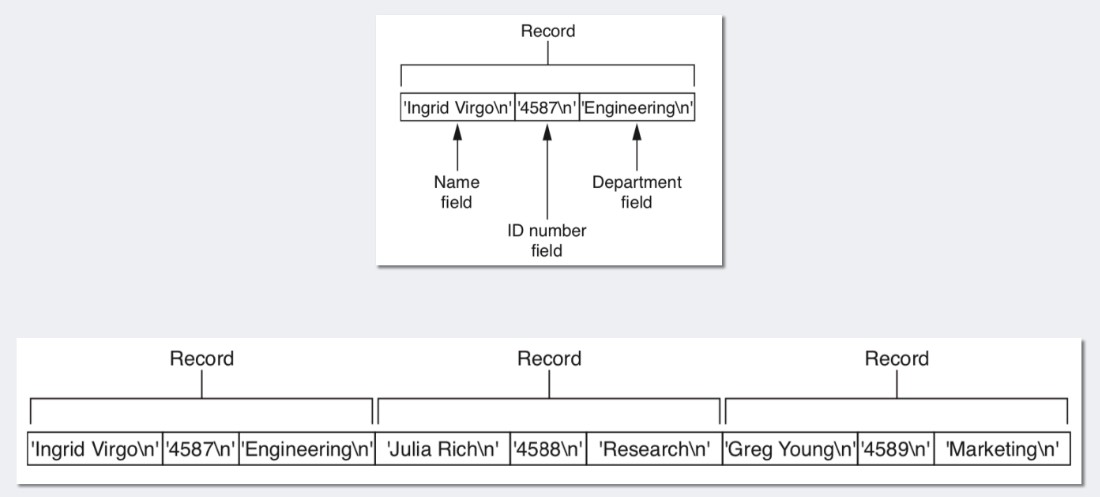 Record
'Ingrid Virgo\n' '4587\n' 'Engineering\n'
Name
field
Department
field
ID number
field
Record Record Record
'Ingrid Virgo\n' '4587\n' 'Engineering\n' 'Julia Rich\n' '4588\n' 'Research\n' 'Greg Young\n' '4589\n' 'Marketing\n'